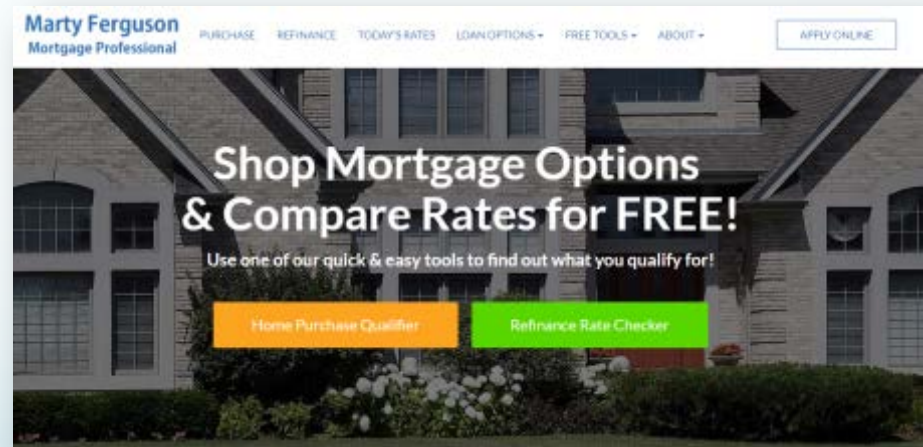 Marty Ferguson
Mortgage Professional
PURCHASE REFINANCE TODAY'S RATES LOAN OPTIONS FREE TOOLS ABOUT APPLY ONLINE
Shop Mortgage Options
& Compare Rates for FREE!
Use one of our quick & easy tools to find out what you qualify for!
Home Purchase Qualifier Refinance Rate Checker